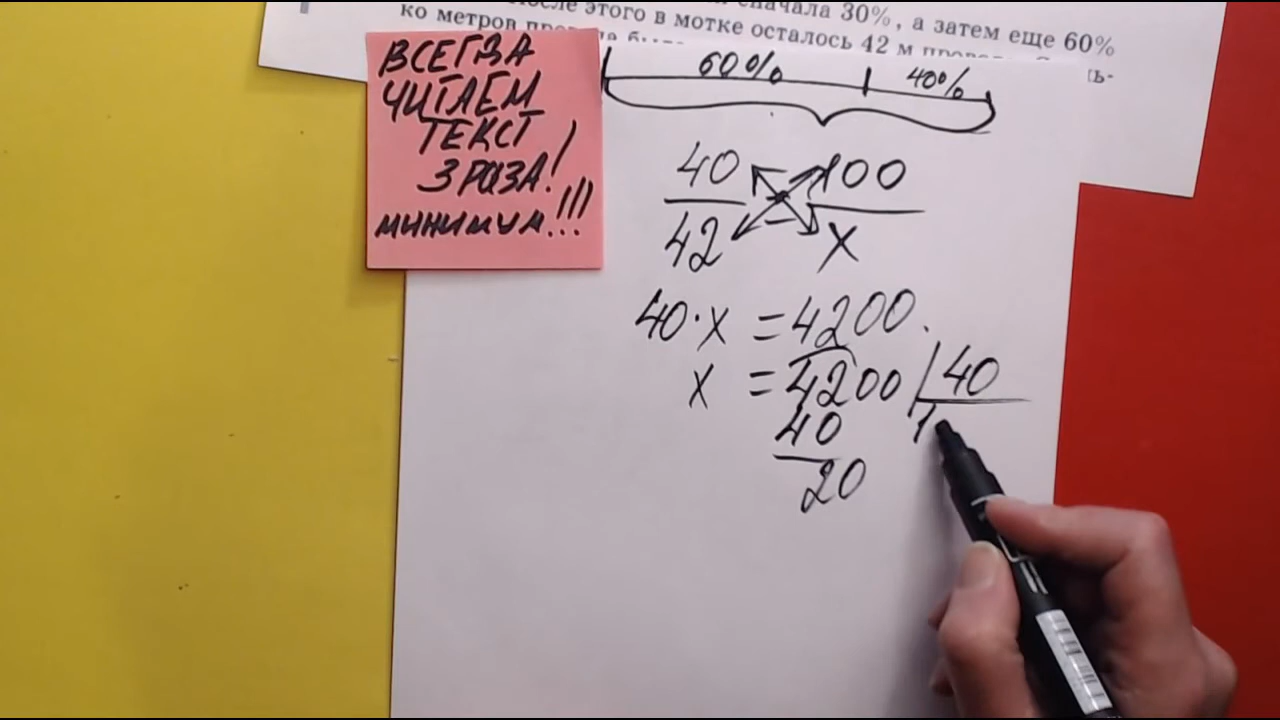 сначала 30%, а затем еще 60%
После этого в мотке осталось 42 м
ко метров
ВСЕГДА
ЧИТАЕМ
ТЕКСТ
3 РАЗА!
МИНИМУМ...!!!
60% 40%
40 100
42 X
40·X = 4200.
X = 4200 40
40 1
20